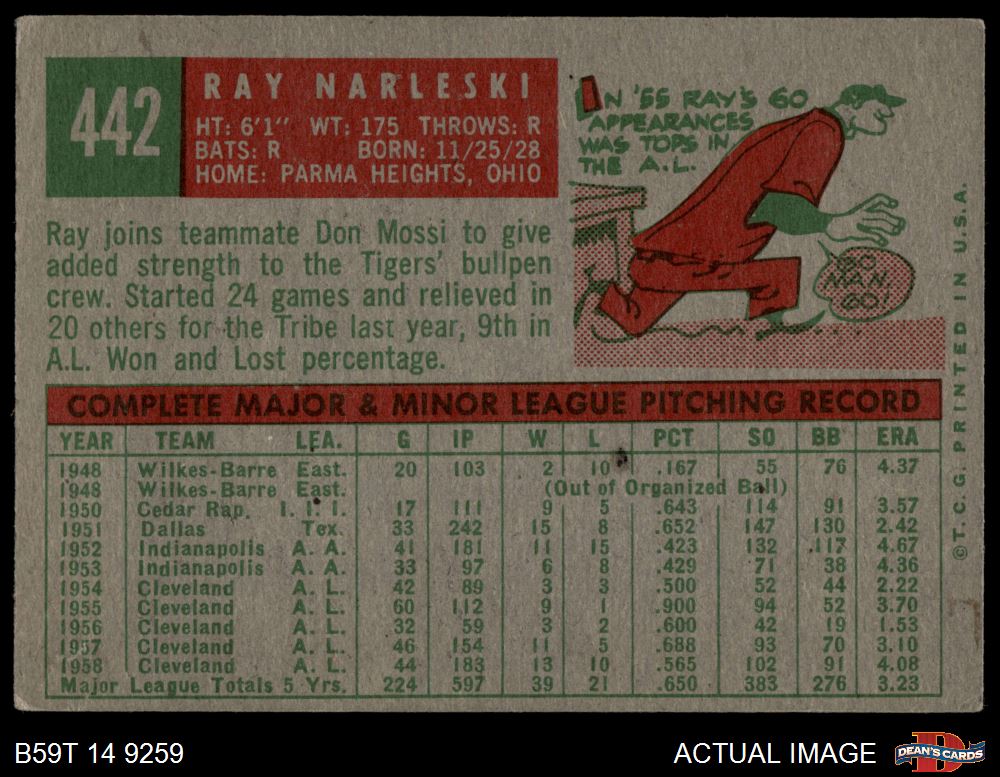 442
RAY NARLESKI
HT: 6'1" WT: 175 THROWS: R
BATS: R BORN: 11/25/28
HOME: PARMA HEIGHTS, OHIO
IN '55 RAY'S 60
APPEARANCES
WAS TOPS IN
THE A.L.
GO
MAN,
GO!
Ray joins teammate Don Mossi to give
added strength to the Tigers' bullpen
crew. Started 24 games and relieved in
20 others for the Tribe last year, 9th in
A.L. Won and Lost percentage.
COMPLETE MAJOR & MINOR LEAGUE PITCHING RECORD
YEAR TEAM LEA. G IP W L PCT SO BB ERA
1948 Wilkes-Barre East. 20 103 2 10 .167 55 76 4.37
1948 Wilkes-Barre East. (Out of Organized Ball)
1950 Cedar Rap. I. I. I. 17 111 9 5 .643 114 91 3.57
1951 Dallas Tex. 33 242 15 8 .652 147 130 2.42
1952 Indianapolis A. A. 41 181 11 15 .423 132 117 4.67
1953 Indianapolis A. A. 33 97 6 8 .429 71 38 4.36
1954 Cleveland A. L. 42 89 3 3 .500 52 44 2.22
1955 Cleveland A. L. 60 112 9 1 .900 94 52 3.70
1956 Cleveland A. L. 32 59 3 2 .600 42 19 1.53
1957 Cleveland A. L. 46 154 11 5 .688 93 70 3.10
1958 Cleveland A. L. 44 183 13 10 .565 102 91 4.08
Major League Totals 5 Yrs. 224 597 39 21 .650 383 276 3.23
©T. C. G. PRINTED IN U.S.A.
B59T 14 9259
ACTUAL IMAGE
DEAN'S CARDS